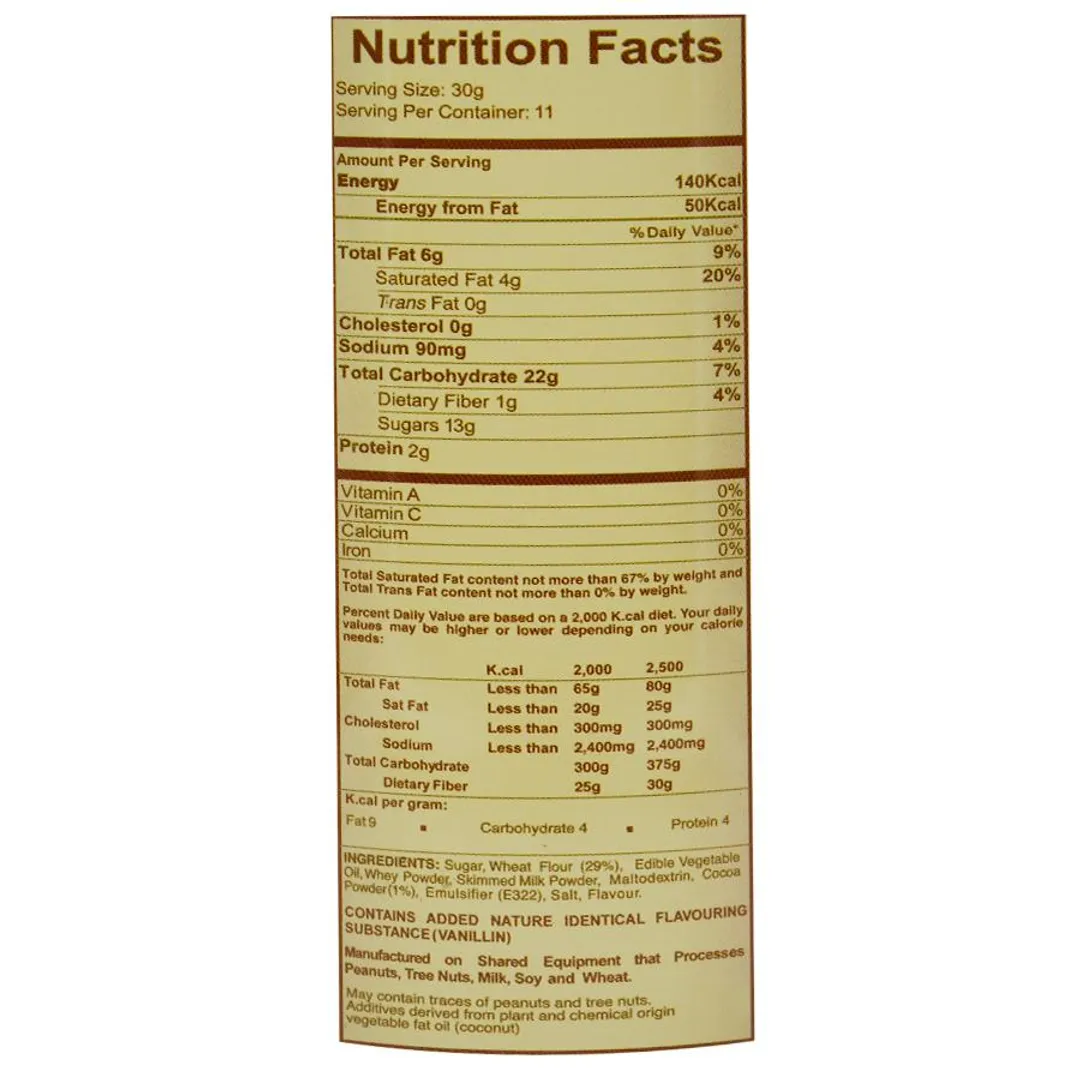 Nutrition Facts
Serving Size: 30g
Serving Per Container: 11
Amount Per Serving
Energy 140Kcal
Energy from Fat 50Kcal
% Daily Value*
Total Fat 6g 9%
Saturated Fat 4g 20%
Trans Fat 0g
Cholesterol 0g 1%
Sodium 90mg 4%
Total Carbohydrate 22g 7%
Dietary Fiber 1g 4%
Sugars 13g
Protein 2g
Vitamin A 0%
Vitamin C 0%
Calcium 0%
Iron 0%
Total Saturated Fat content not more than 67% by weight and
Total Trans Fat content not more than 0% by weight.
Percent Daily Value are based on a 2,000 K.cal diet. Your daily
values may be higher or lower depending on your calorie
needs:
K.cal 2,000 2,500
Total Fat Less than 65g 80g
Sat Fat Less than 20g 25g
Cholesterol Less than 300mg 300mg
Sodium Less than 2,400mg 2,400mg
Total Carbohydrate 300g 375g
Dietary Fiber 25g 30g
K.cal per gram:
Fat 9 ▪ Carbohydrate 4 ▪ Protein 4
INGREDIENTS: Sugar, Wheat Flour (29%), Edible Vegetable
Oil, Whey Powder, Skimmed Milk Powder, Maltodextrin, Cocoa
Powder(1%), Emulsifier (E322), Salt, Flavour.
CONTAINS ADDED NATURE IDENTICAL FLAVOURING
SUBSTANCE (VANILLIN)
Manufactured on Shared Equipment that Processes
Peanuts, Tree Nuts, Milk, Soy and Wheat.
May contain traces of peanuts and tree nuts.
Additives derived from plant and chemical origin
vegetable fat oil (coconut)